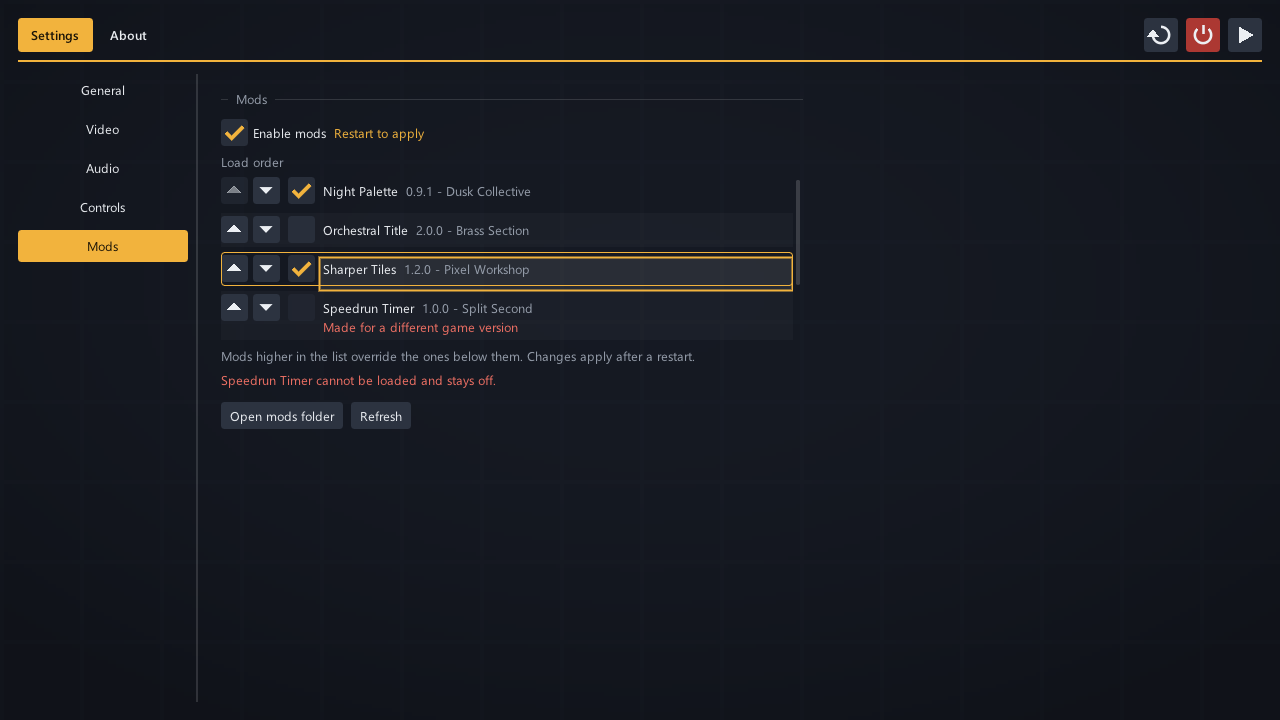 Settings About
General
Video
Audio
Controls
Mods
Mods
Enable mods Restart to apply
Load order
Night Palette 0.9.1 - Dusk Collective
Orchestral Title 2.0.0 - Brass Section
Sharper Tiles 1.2.0 - Pixel Workshop
Speedrun Timer 1.0.0 - Split Second
Made for a different game version
Mods higher in the list override the ones below them. Changes apply after a restart.
Speedrun Timer cannot be loaded and stays off.
Open mods folder Refresh